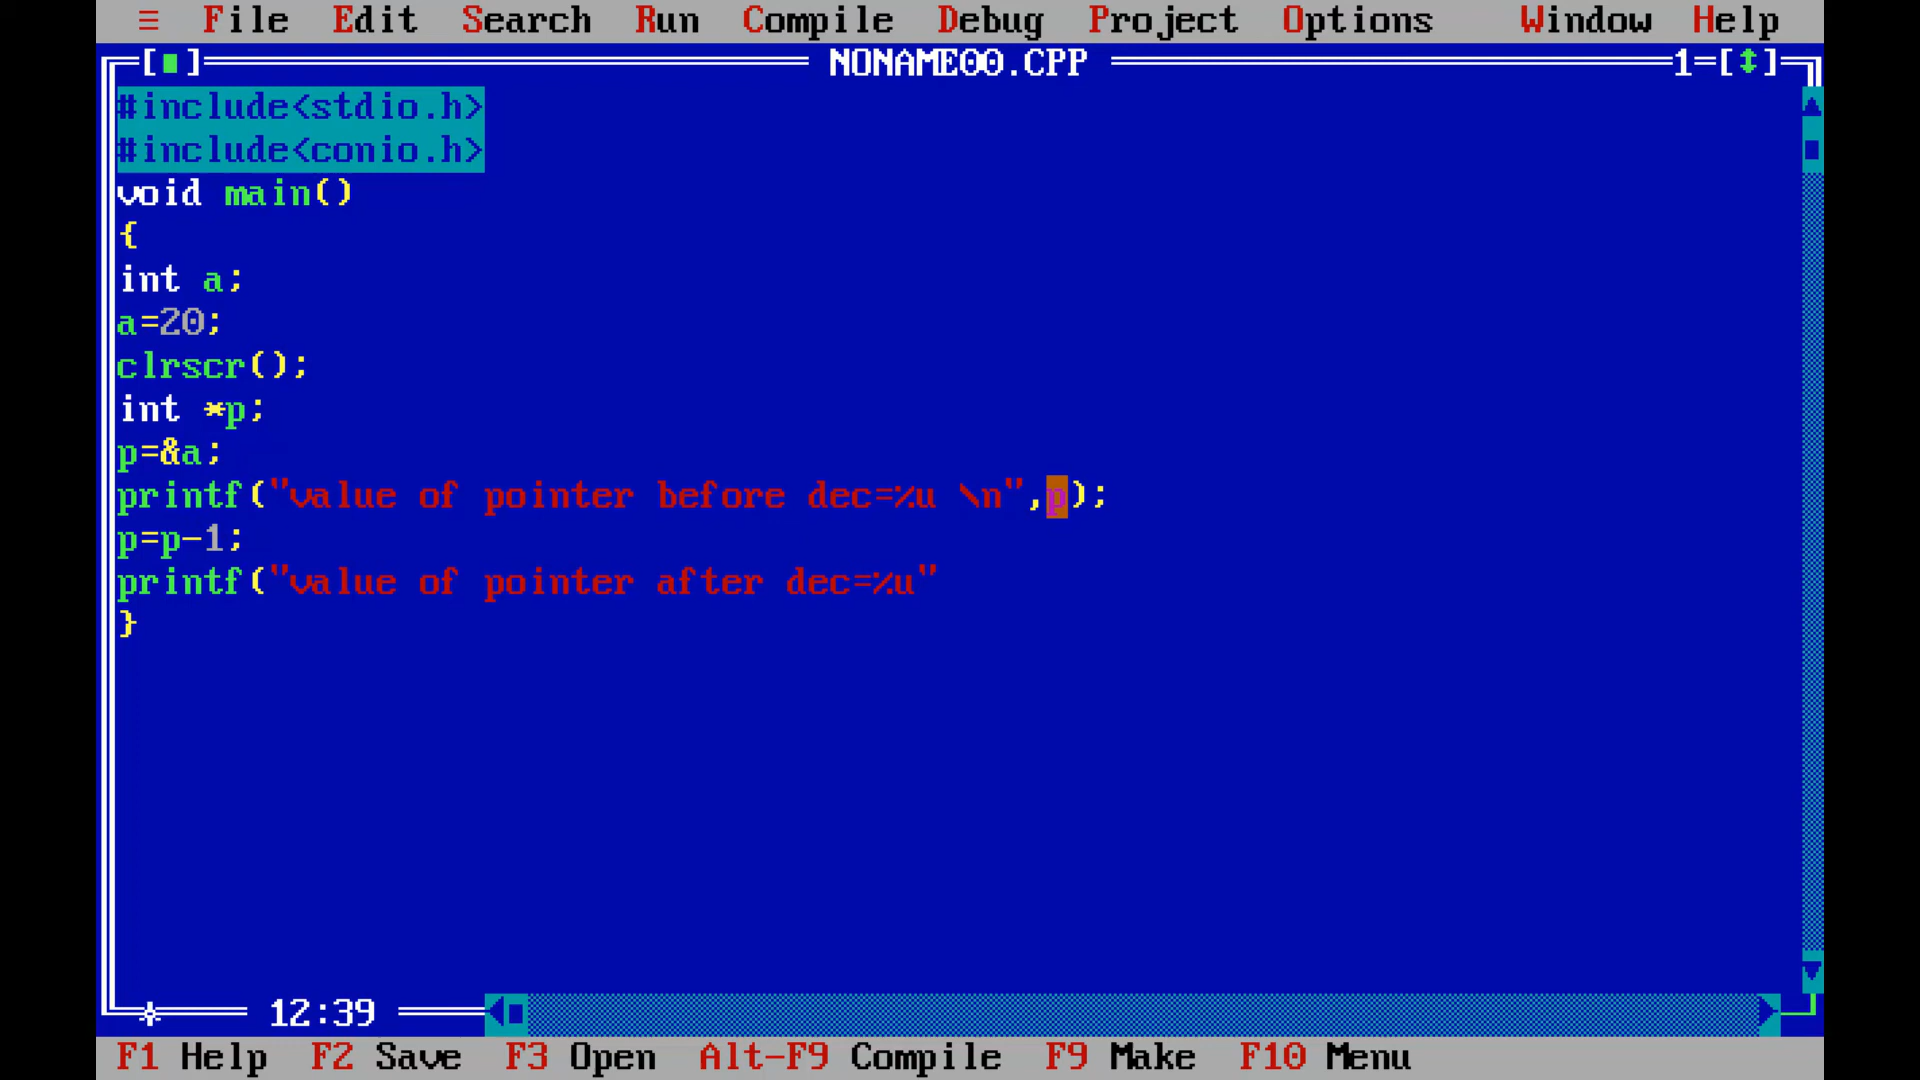 ≡ File Edit Search Run Compile Debug Project Options Window Help
[■] NONAME00.CPP 1=[↕]
#include<stdio.h>
#include<conio.h>
void main()
{
int a;
a=20;
clrscr();
int *p;
p=&a;
printf("value of pointer before dec=%u \n",p);
p=p-1;
printf("value of pointer after dec=%u"
}
12:39
F1 Help F2 Save F3 Open Alt-F9 Compile F9 Make F10 Menu